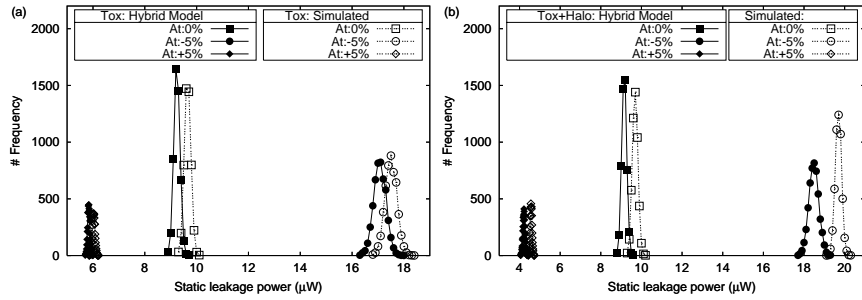 (a)
Tox: Hybrid Model
At:0%
At:-5%
At:+5%
Tox: Simulated
At:0%
At:-5%
At:+5%
# Frequency
2000
1500
1000
500
0
6 8 10 12 14 16 18
Static leakage power (μW)
(b)
Tox+Halo: Hybrid Model
At:0%
At:-5%
At:+5%
Simulated:
At:0%
At:-5%
At:+5%
# Frequency
2000
1500
1000
500
0
4 6 8 10 12 14 16 18 20
Static leakage power (μW)